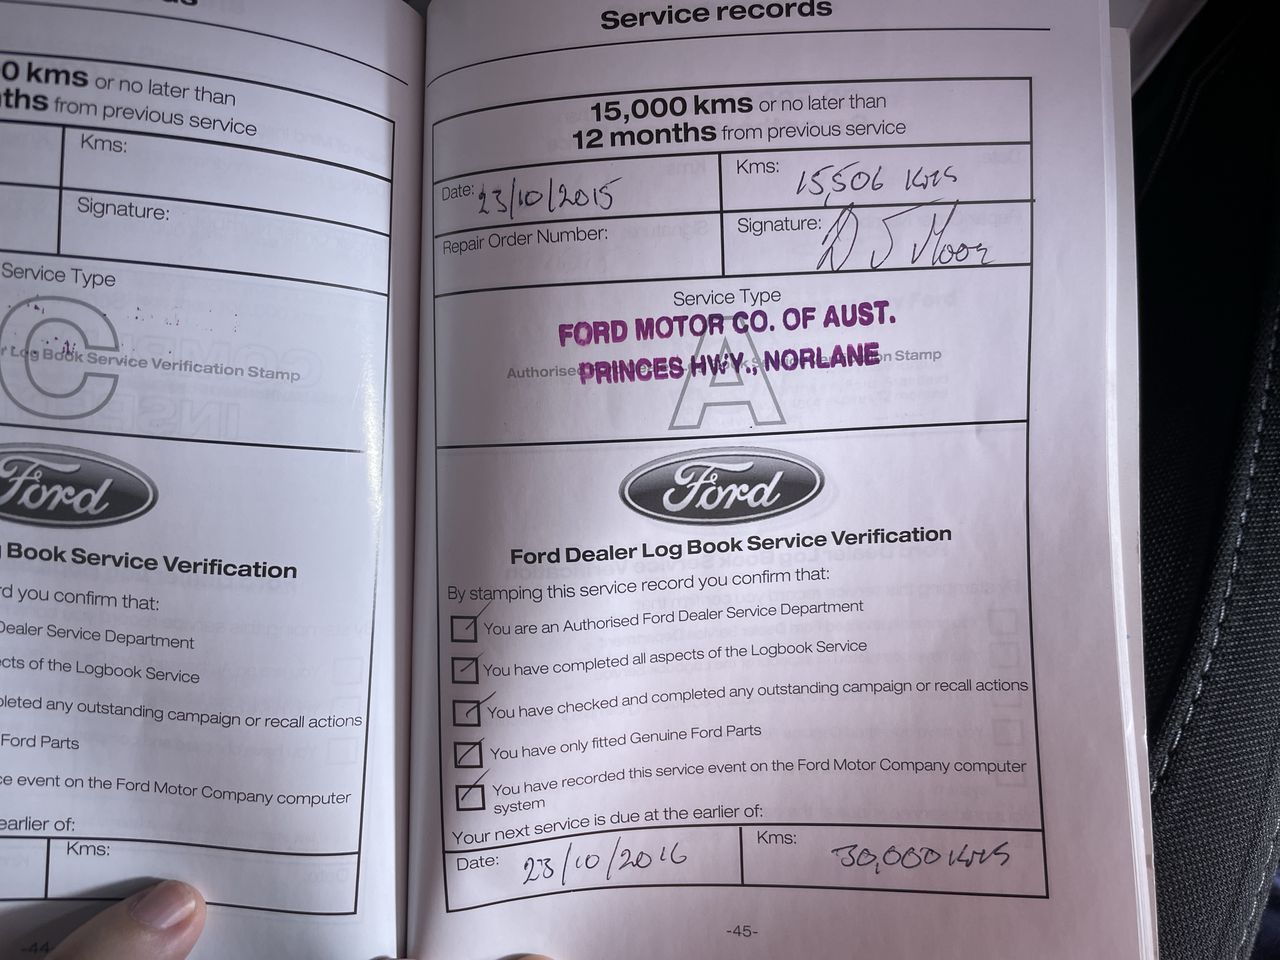 0 kms or no later than
ths from previous service
Kms:
Signature:
Service Type
C
r Log Book Service Verification Stamp
Ford
Book Service Verification
rd you confirm that:
Dealer Service Department
cts of the Logbook Service
leted any outstanding campaign or recall actions
Ford Parts
ce event on the Ford Motor Company computer
earlier of:
Kms:
-44-
Service records
15,000 kms or no later than
12 months from previous service
Date: 23/10/2015
Kms: 15,506 Kms
Repair Order Number:
Signature: D J Moor
Service Type
FORD MOTOR CO. OF AUST.
PRINCES HWY., NORLANE
Authorised Service Verification Stamp
A
Ford
Ford Dealer Log Book Service Verification
By stamping this service record you confirm that:
You are an Authorised Ford Dealer Service Department
You have completed all aspects of the Logbook Service
You have checked and completed any outstanding campaign or recall actions
You have only fitted Genuine Ford Parts
You have recorded this service event on the Ford Motor Company computer
system
Your next service is due at the earlier of:
Date: 23/10/2016
Kms: 30,000 Kms
-45-